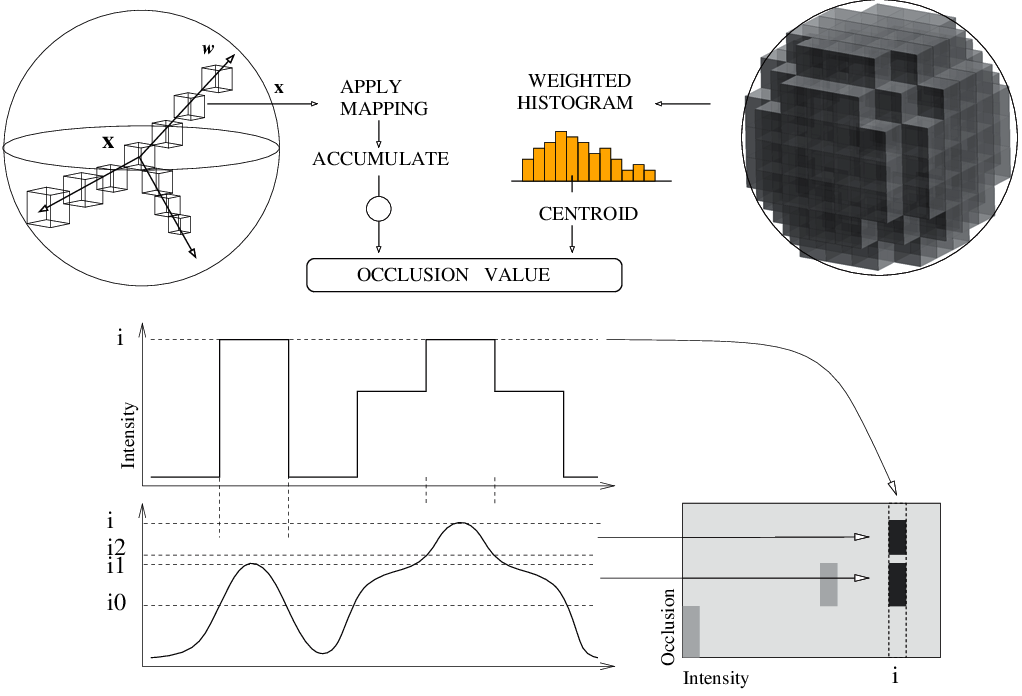 w
x
x
APPLY
MAPPING
ACCUMULATE
WEIGHTED
HISTOGRAM
CENTROID
OCCLUSION VALUE
i
Intensity
i
i2
i1
i0
Occlusion
Intensity
i